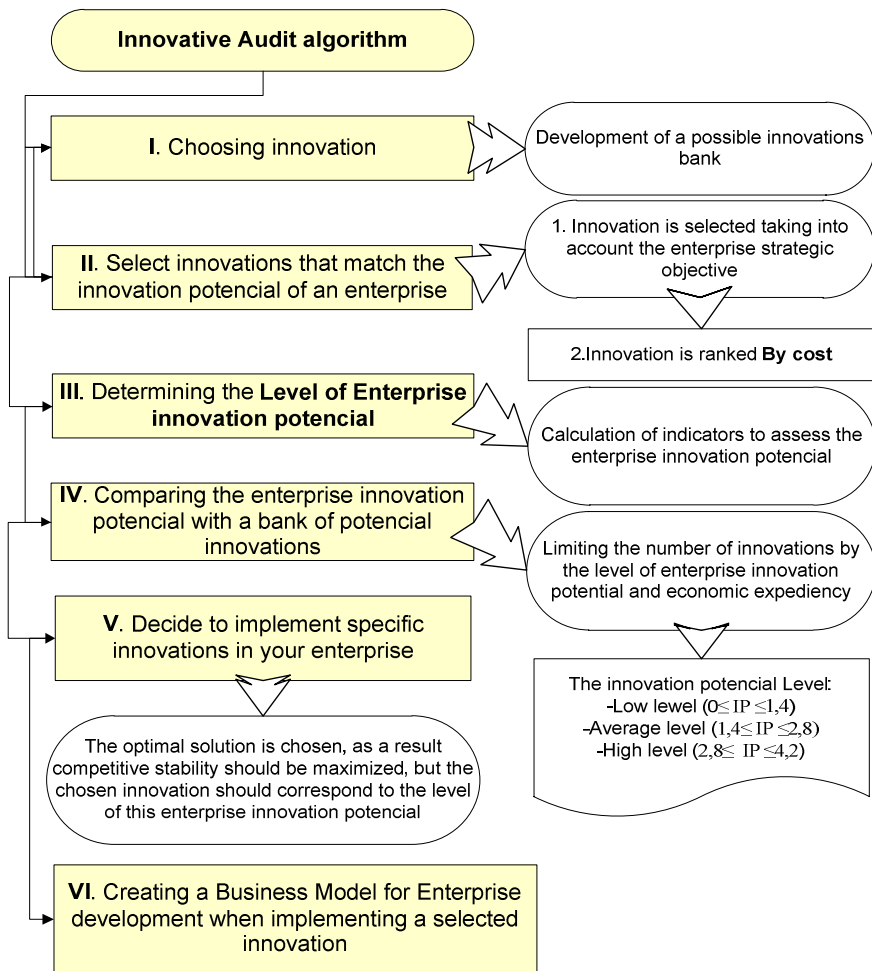 Innovative Audit algorithm
I. Choosing innovation
Development of a possible innovations
bank
II. Select innovations that match the
innovation potencial of an enterprise
1. Innovation is selected taking into
account the enterprise strategic
objective
2.Innovation is ranked By cost
III. Determining the Level of Enterprise
innovation potencial
Calculation of indicators to assess the
enterprise innovation potencial
IV. Comparing the enterprise innovation
potencial with a bank of potencial
innovations
Limiting the number of innovations by
the level of enterprise innovation
potential and economic expediency
The innovation potencial Level:
-Low lewel (0≤ IP ≤1,4)
-Average level (1,4≤ IP ≤2,8)
-High level (2,8≤ IP ≤4,2)
V. Decide to implement specific
innovations in your enterprise
The optimal solution is chosen, as a result
competitive stability should be maximized, but the
chosen innovation should correspond to the level
of this enterprise innovation potencial
VI. Creating a Business Model for Enterprise
development when implementing a selected
innovation